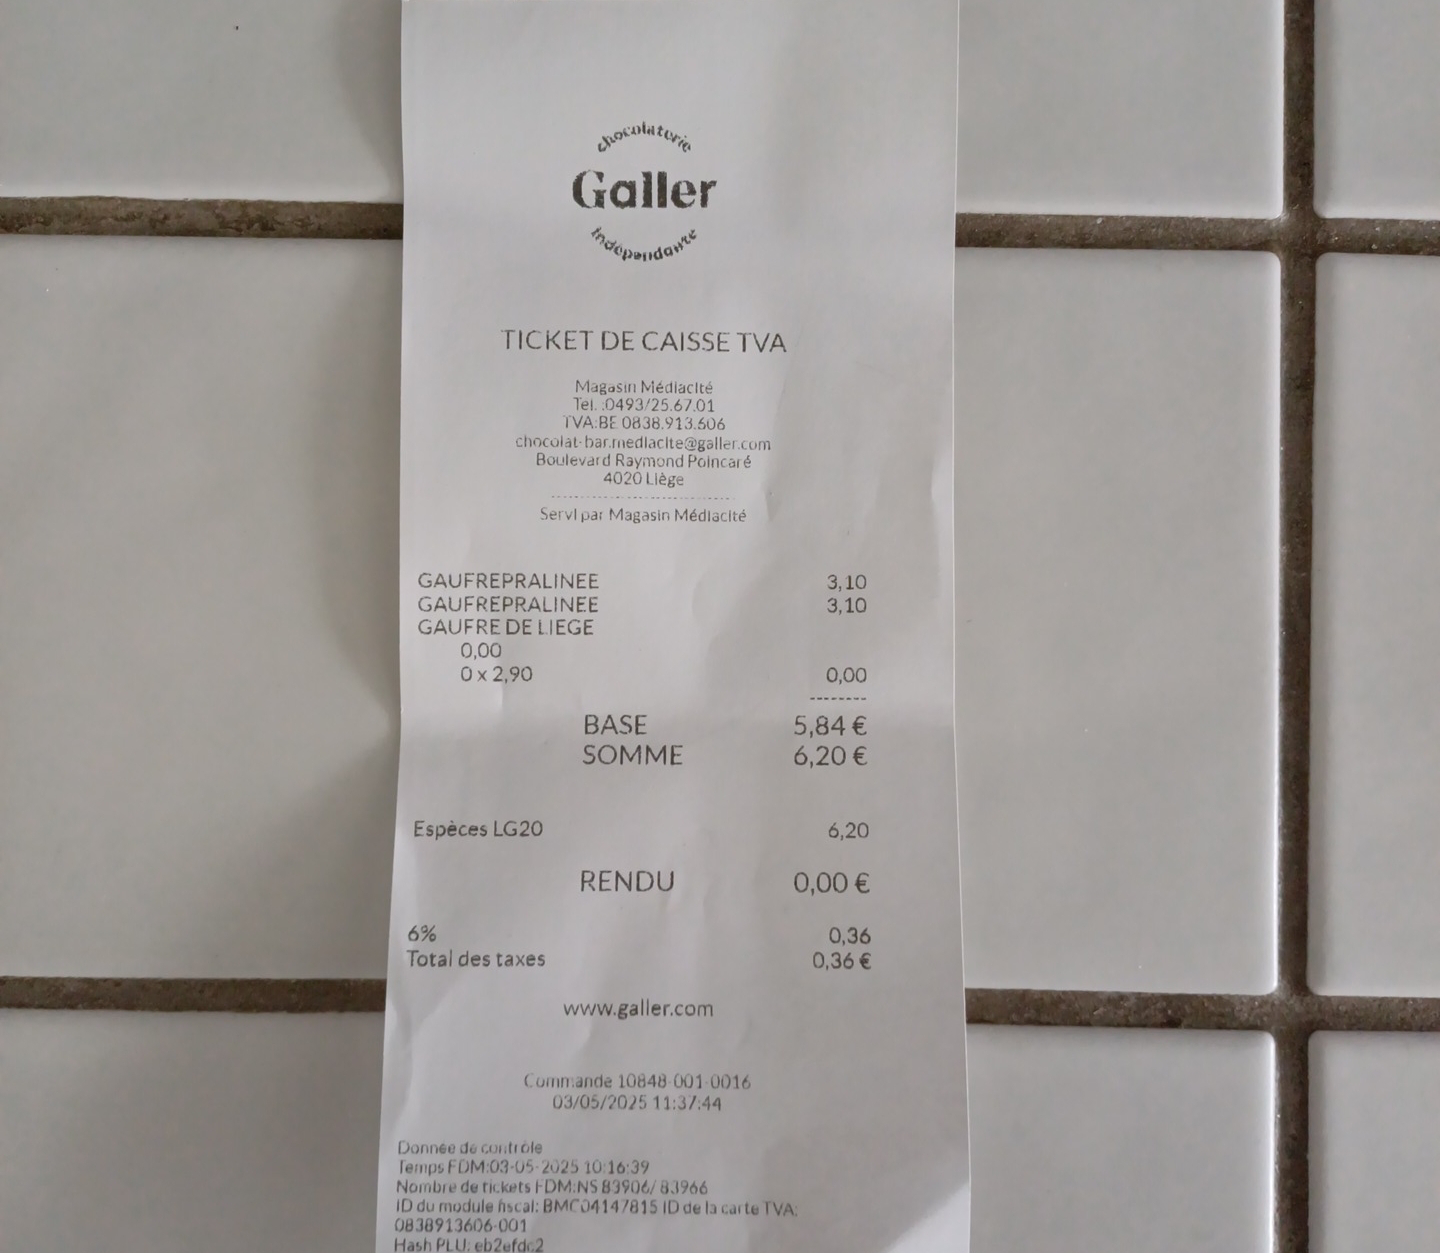 chocolaterie
Galler
indépendante
TICKET DE CAISSE TVA
Magasin Médiacité
Tel. :0493/25.67.01
TVA:BE 0838.913.606
chocolat-bar.mediacite@galler.com
Boulevard Raymond Poincaré
4020 Liège
Servi par Magasin Médiacité
GAUFREPRALINEE 3,10
GAUFREPRALINEE 3,10
GAUFRE DE LIEGE
0,00
0 x 2,90 0,00
BASE 5,84 €
SOMME 6,20 €
Espèces LG20 6,20
RENDU 0,00 €
6% 0,36
Total des taxes 0,36 €
www.galler.com
Commande 10848-001-0016
03/05/2025 11:37:44
Donnée de contrôle
Temps FDM:03-05-2025 10:16:39
Nombre de tickets FDM:NS 83906/ 83966
ID du module fiscal: BMC04147815 ID de la carte TVA:
0838913606-001
Hash PLU: